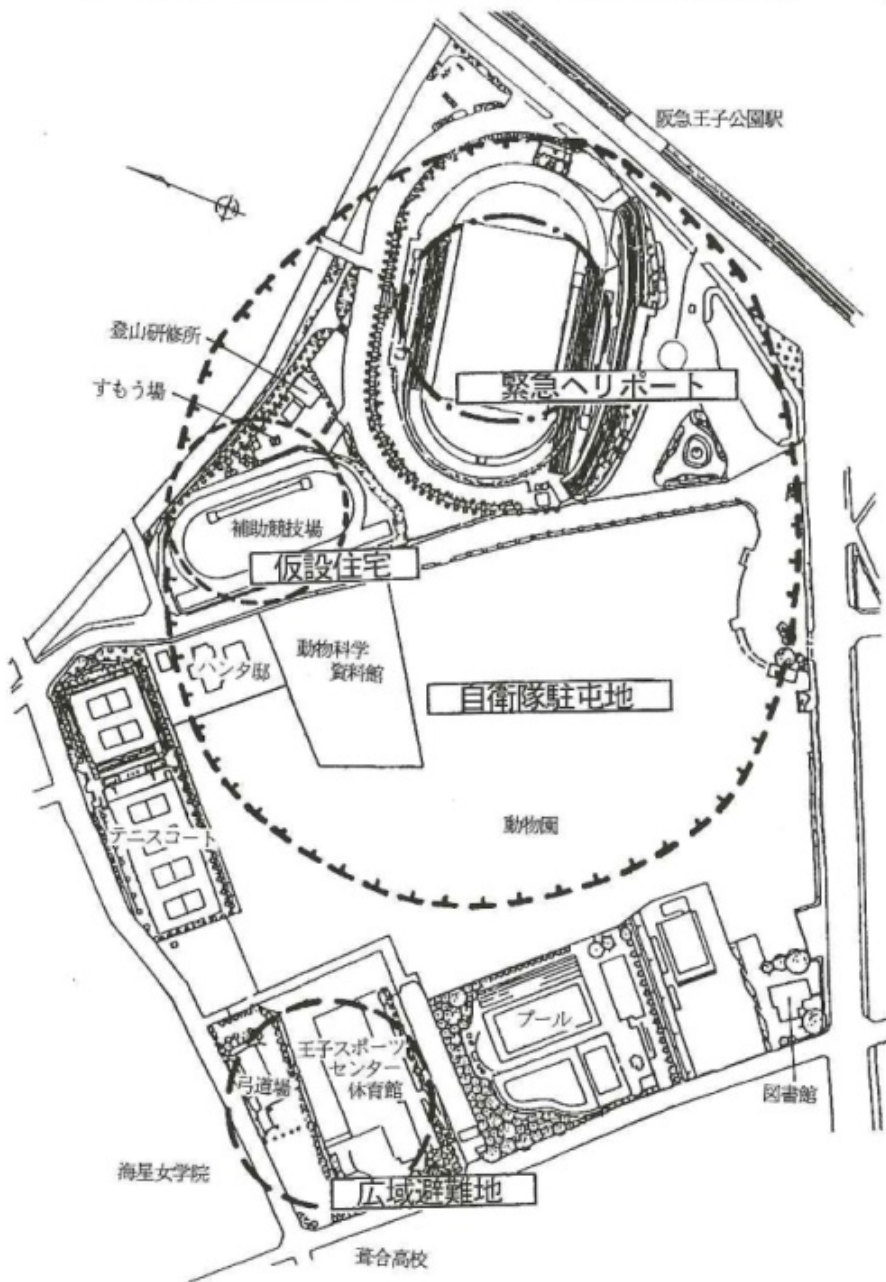 阪急王子公園駅
登山研修所
すもう場
緊急ヘリポート
補助競技場
仮設住宅
ハンタ邸
動物科学
資料館
自衛隊駐屯地
動物園
テニスコート
プール
王子スポーツ
センター
体育館
弓道場
図書館
海星女学院
広域避難地
葺合高校